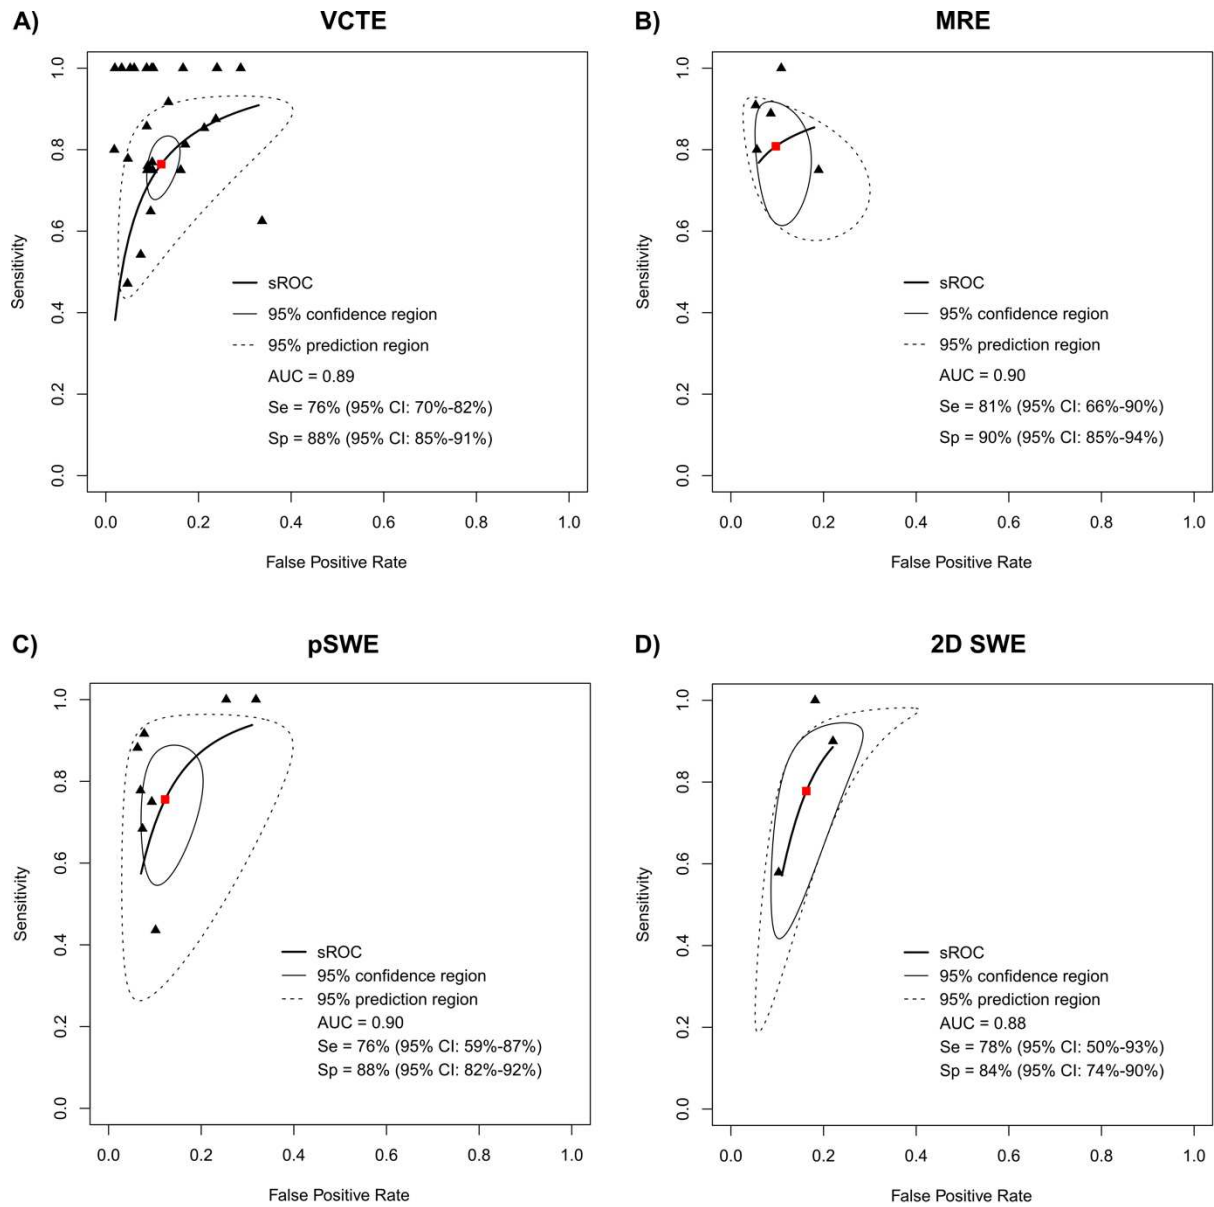 A)
VCTE
1.0
0.8
0.6
0.4
0.2
0.0
Sensitivity
sROC
95% confidence region
95% prediction region
AUC = 0.89
Se = 76% (95% CI: 70%-82%)
Sp = 88% (95% CI: 85%-91%)
0.0 0.2 0.4 0.6 0.8 1.0
False Positive Rate
B)
MRE
1.0
0.8
0.6
0.4
0.2
0.0
Sensitivity
sROC
95% confidence region
95% prediction region
AUC = 0.90
Se = 81% (95% CI: 66%-90%)
Sp = 90% (95% CI: 85%-94%)
0.0 0.2 0.4 0.6 0.8 1.0
False Positive Rate
C)
pSWE
1.0
0.8
0.6
0.4
0.2
0.0
Sensitivity
sROC
95% confidence region
95% prediction region
AUC = 0.90
Se = 76% (95% CI: 59%-87%)
Sp = 88% (95% CI: 82%-92%)
0.0 0.2 0.4 0.6 0.8 1.0
False Positive Rate
D)
2D SWE
1.0
0.8
0.6
0.4
0.2
0.0
Sensitivity
sROC
95% confidence region
95% prediction region
AUC = 0.88
Se = 78% (95% CI: 50%-93%)
Sp = 84% (95% CI: 74%-90%)
0.0 0.2 0.4 0.6 0.8 1.0
False Positive Rate